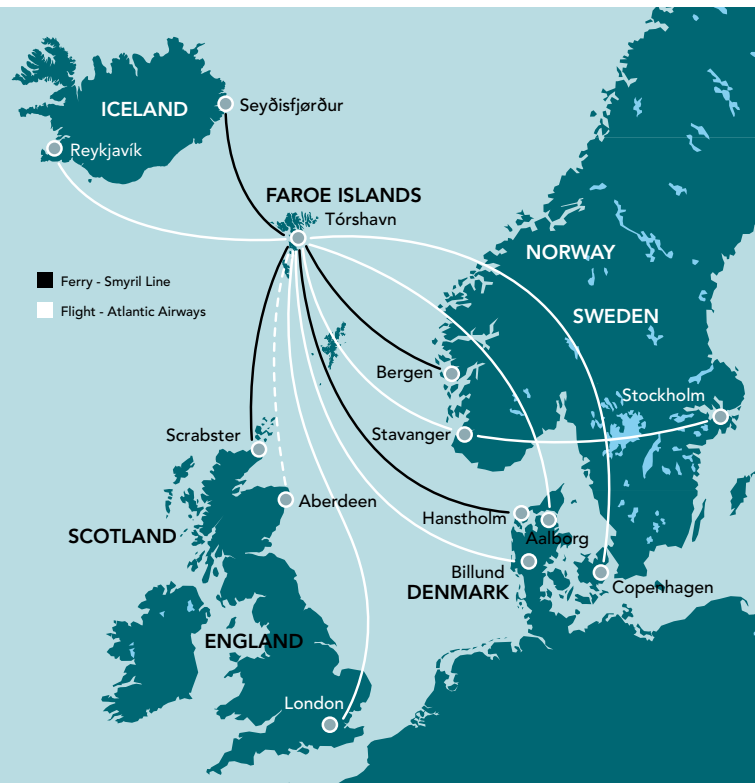 ICELAND
Seyðisfjørður
Reykjavík
FAROE ISLANDS
Tórshavn
NORWAY
Ferry - Smyril Line
Flight - Atlantic Airways
SWEDEN
Bergen
Stockholm
Scrabster
Stavanger
Aberdeen
Hanstholm
SCOTLAND
Aalborg
Billund
DENMARK
Copenhagen
ENGLAND
London